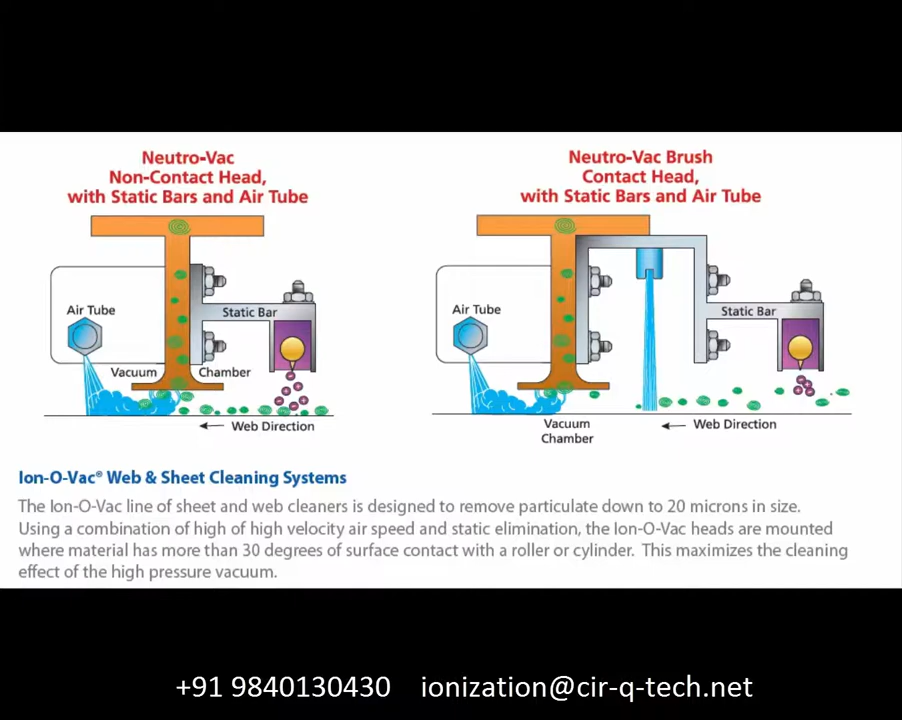 Neutro-Vac
Non-Contact Head,
with Static Bars and Air Tube
Air Tube
Static Bar
Vacuum
Chamber
Web Direction
Neutro-Vac Brush
Contact Head,
with Static Bars and Air Tube
Air Tube
Static Bar
Vacuum
Chamber
Web Direction
Ion-O-Vac® Web & Sheet Cleaning Systems
The Ion-O-Vac line of sheet and web cleaners is designed to remove particulate down to 20 microns in size.
Using a combination of high of high velocity air speed and static elimination, the Ion-O-Vac heads are mounted
where material has more than 30 degrees of surface contact with a roller or cylinder. This maximizes the cleaning
effect of the high pressure vacuum.
+91 9840130430 ionization@cir-q-tech.net